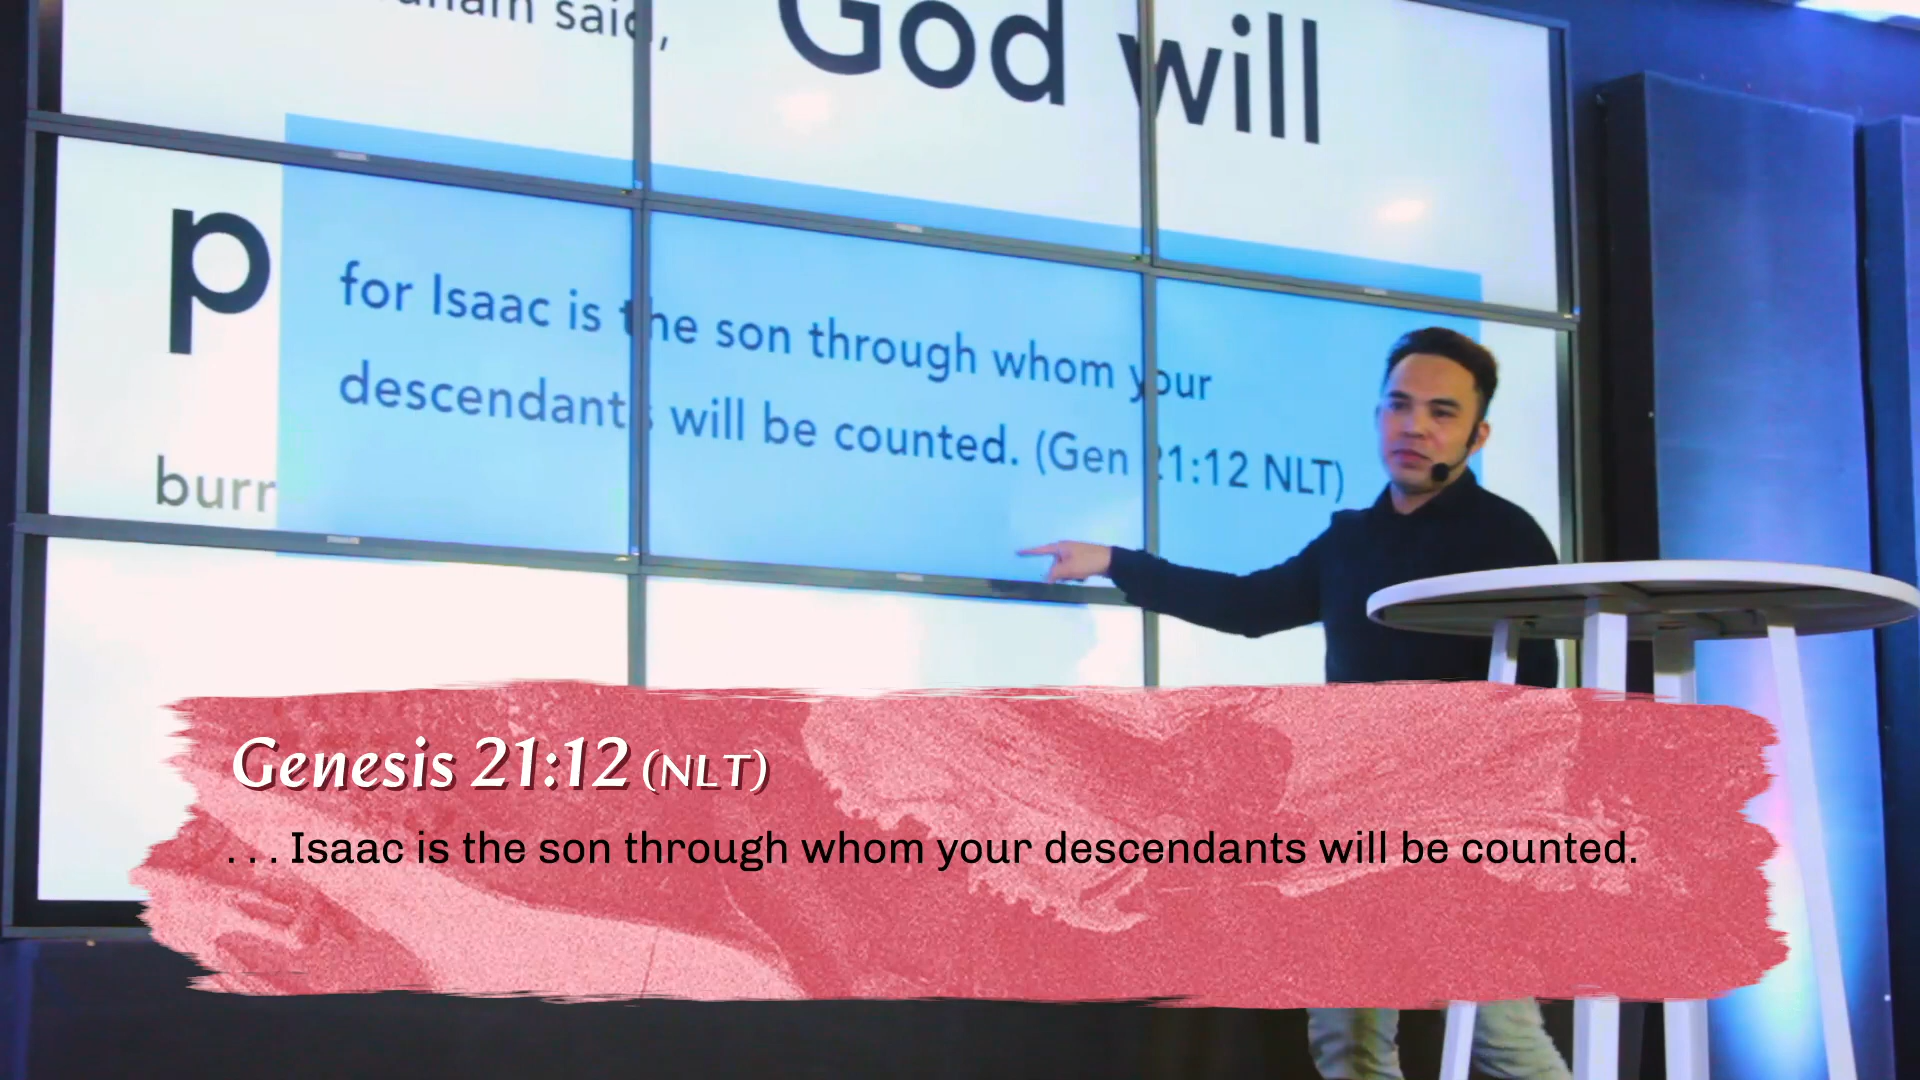 said,
God will
p
for Isaac is the son through whom your
descendants will be counted. (Gen 21:12 NLT)
burr
Genesis 21:12 (NLT)
... Isaac is the son through whom your descendants will be counted.